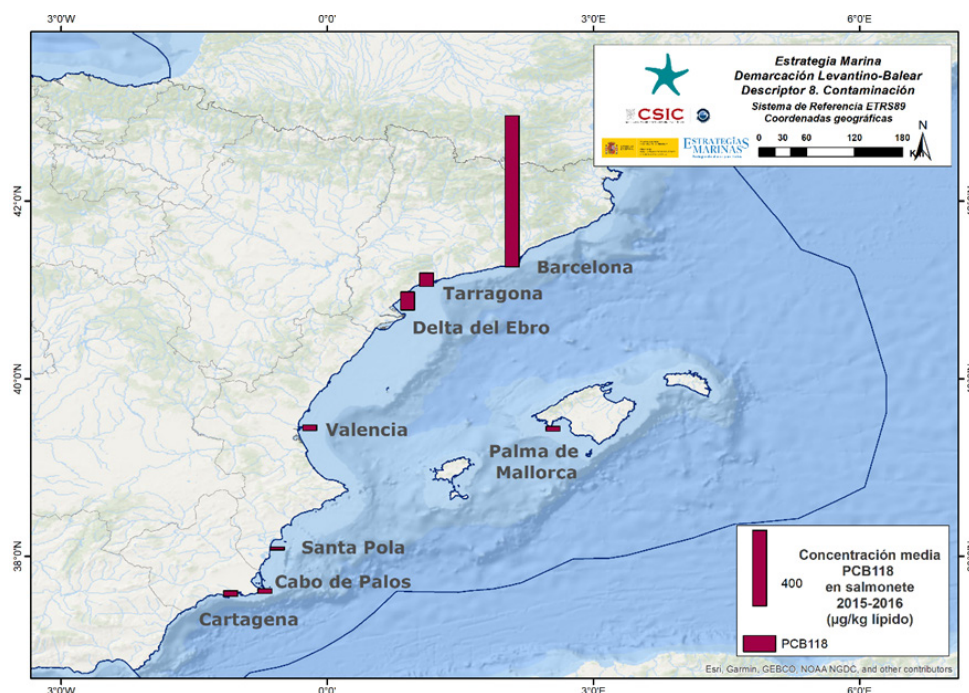 3°0'W
0°0'
3°0'E
6°0'E
Estrategia Marina
Demarcación Levantino-Balear
Descriptor 8. Contaminación
Sistema de Referencia ETRS89
Coordenadas geográficas
CSIC
ESTRATEGIAS
MARINAS
N
0 30 60 120 180
42°0'N
40°0'N
38°0'N
Barcelona
Tarragona
Delta del Ebro
Valencia
Palma de
Mallorca
Santa Pola
Cabo de Palos
Cartagena
400
Concentración media
PCB118
en salmonete
2015-2016
(µg/kg lípido)
PCB118
Esri, Garmin, GEBCO, NOAA NGDC, and other contributors
3°0'W
0°0'
3°0'E
6°0'E